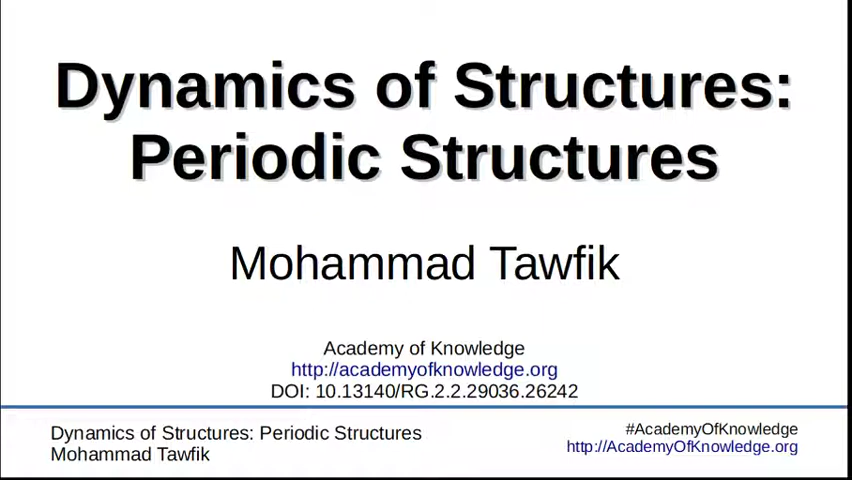 Dynamics of Structures:
Periodic Structures
Mohammad Tawfik
Academy of Knowledge
http://academyofknowledge.org
DOI: 10.13140/RG.2.2.29036.26242
Dynamics of Structures: Periodic Structures
Mohammad Tawfik
#AcademyOfKnowledge
http://AcademyOfKnowledge.org